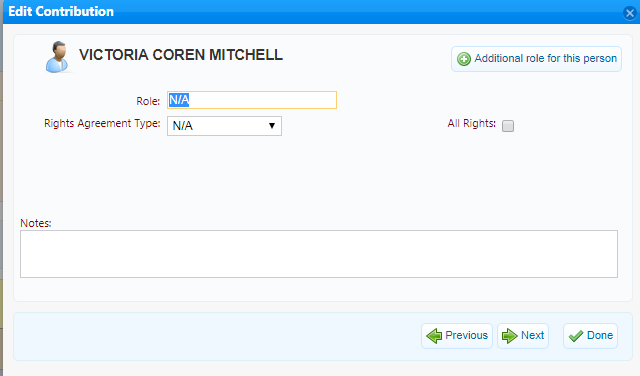 Edit Contribution
VICTORIA COREN MITCHELL
Additional role for this person
Role: N/A
Rights Agreement Type: N/A All Rights:
Notes:
Previous Next Done